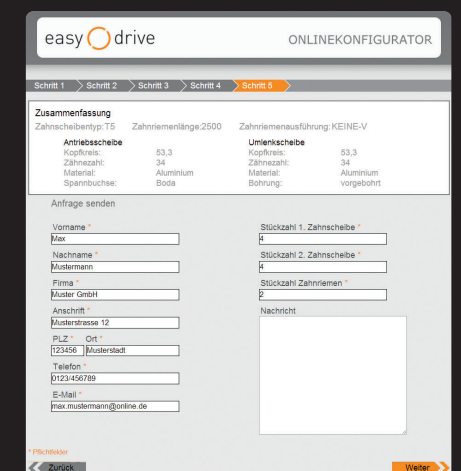 easy drive
ONLINEKONFIGURATOR
Schritt 1 Schritt 2 Schritt 3 Schritt 4 Schritt 5
Zusammenfassung
Zahnscheibentyp:T5 Zahnriemenlänge:2500 Zahnriemenausführung:KEINE-V
Antriebsscheibe
Kopfkreis: 53,3
Zähnezahl: 34
Material: Aluminium
Spannbuchse: Boda
Umlenkscheibe
Kopfkreis: 53,3
Zähnezahl: 34
Material: Aluminium
Bohrung: vorgebohrt
Anfrage senden
Vorname *
Max
Nachname *
Mustermann
Firma *
Muster GmbH
Anschrift *
Musterstrasse 12
PLZ * Ort *
123456 Musterstadt
Telefon *
0123/456789
E-Mail *
max.mustermann@online.de
Stückzahl 1. Zahnscheibe *
4
Stückzahl 2. Zahnscheibe *
4
Stückzahl Zahnriemen *
2
Nachricht
* Pflichtfelder
Zurück
Weiter